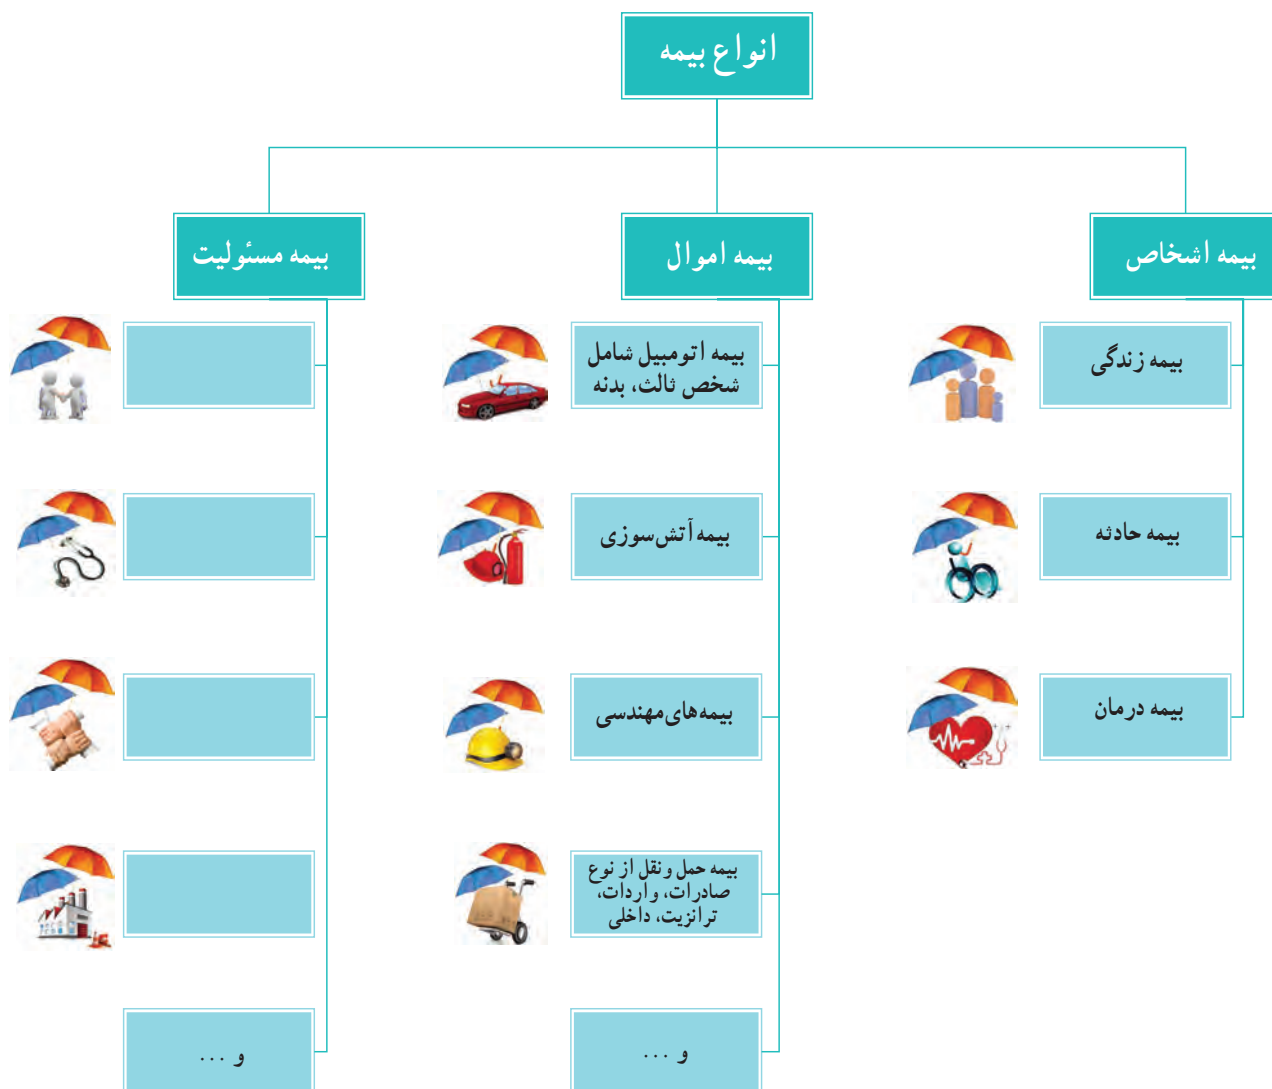 انواع بیمه
بیمه اشخاص
بیمه زندگی
بیمه حادثه
بیمه درمان
بیمه اموال
بیمه اتومبیل شامل
شخص ثالث، بدنه
بیمه آتش‌سوزی
بیمه‌های مهندسی
بیمه حمل و نقل از نوع
صادرات، واردات،
ترانزیت، داخلی
و ...
بیمه مسئولیت
و ...